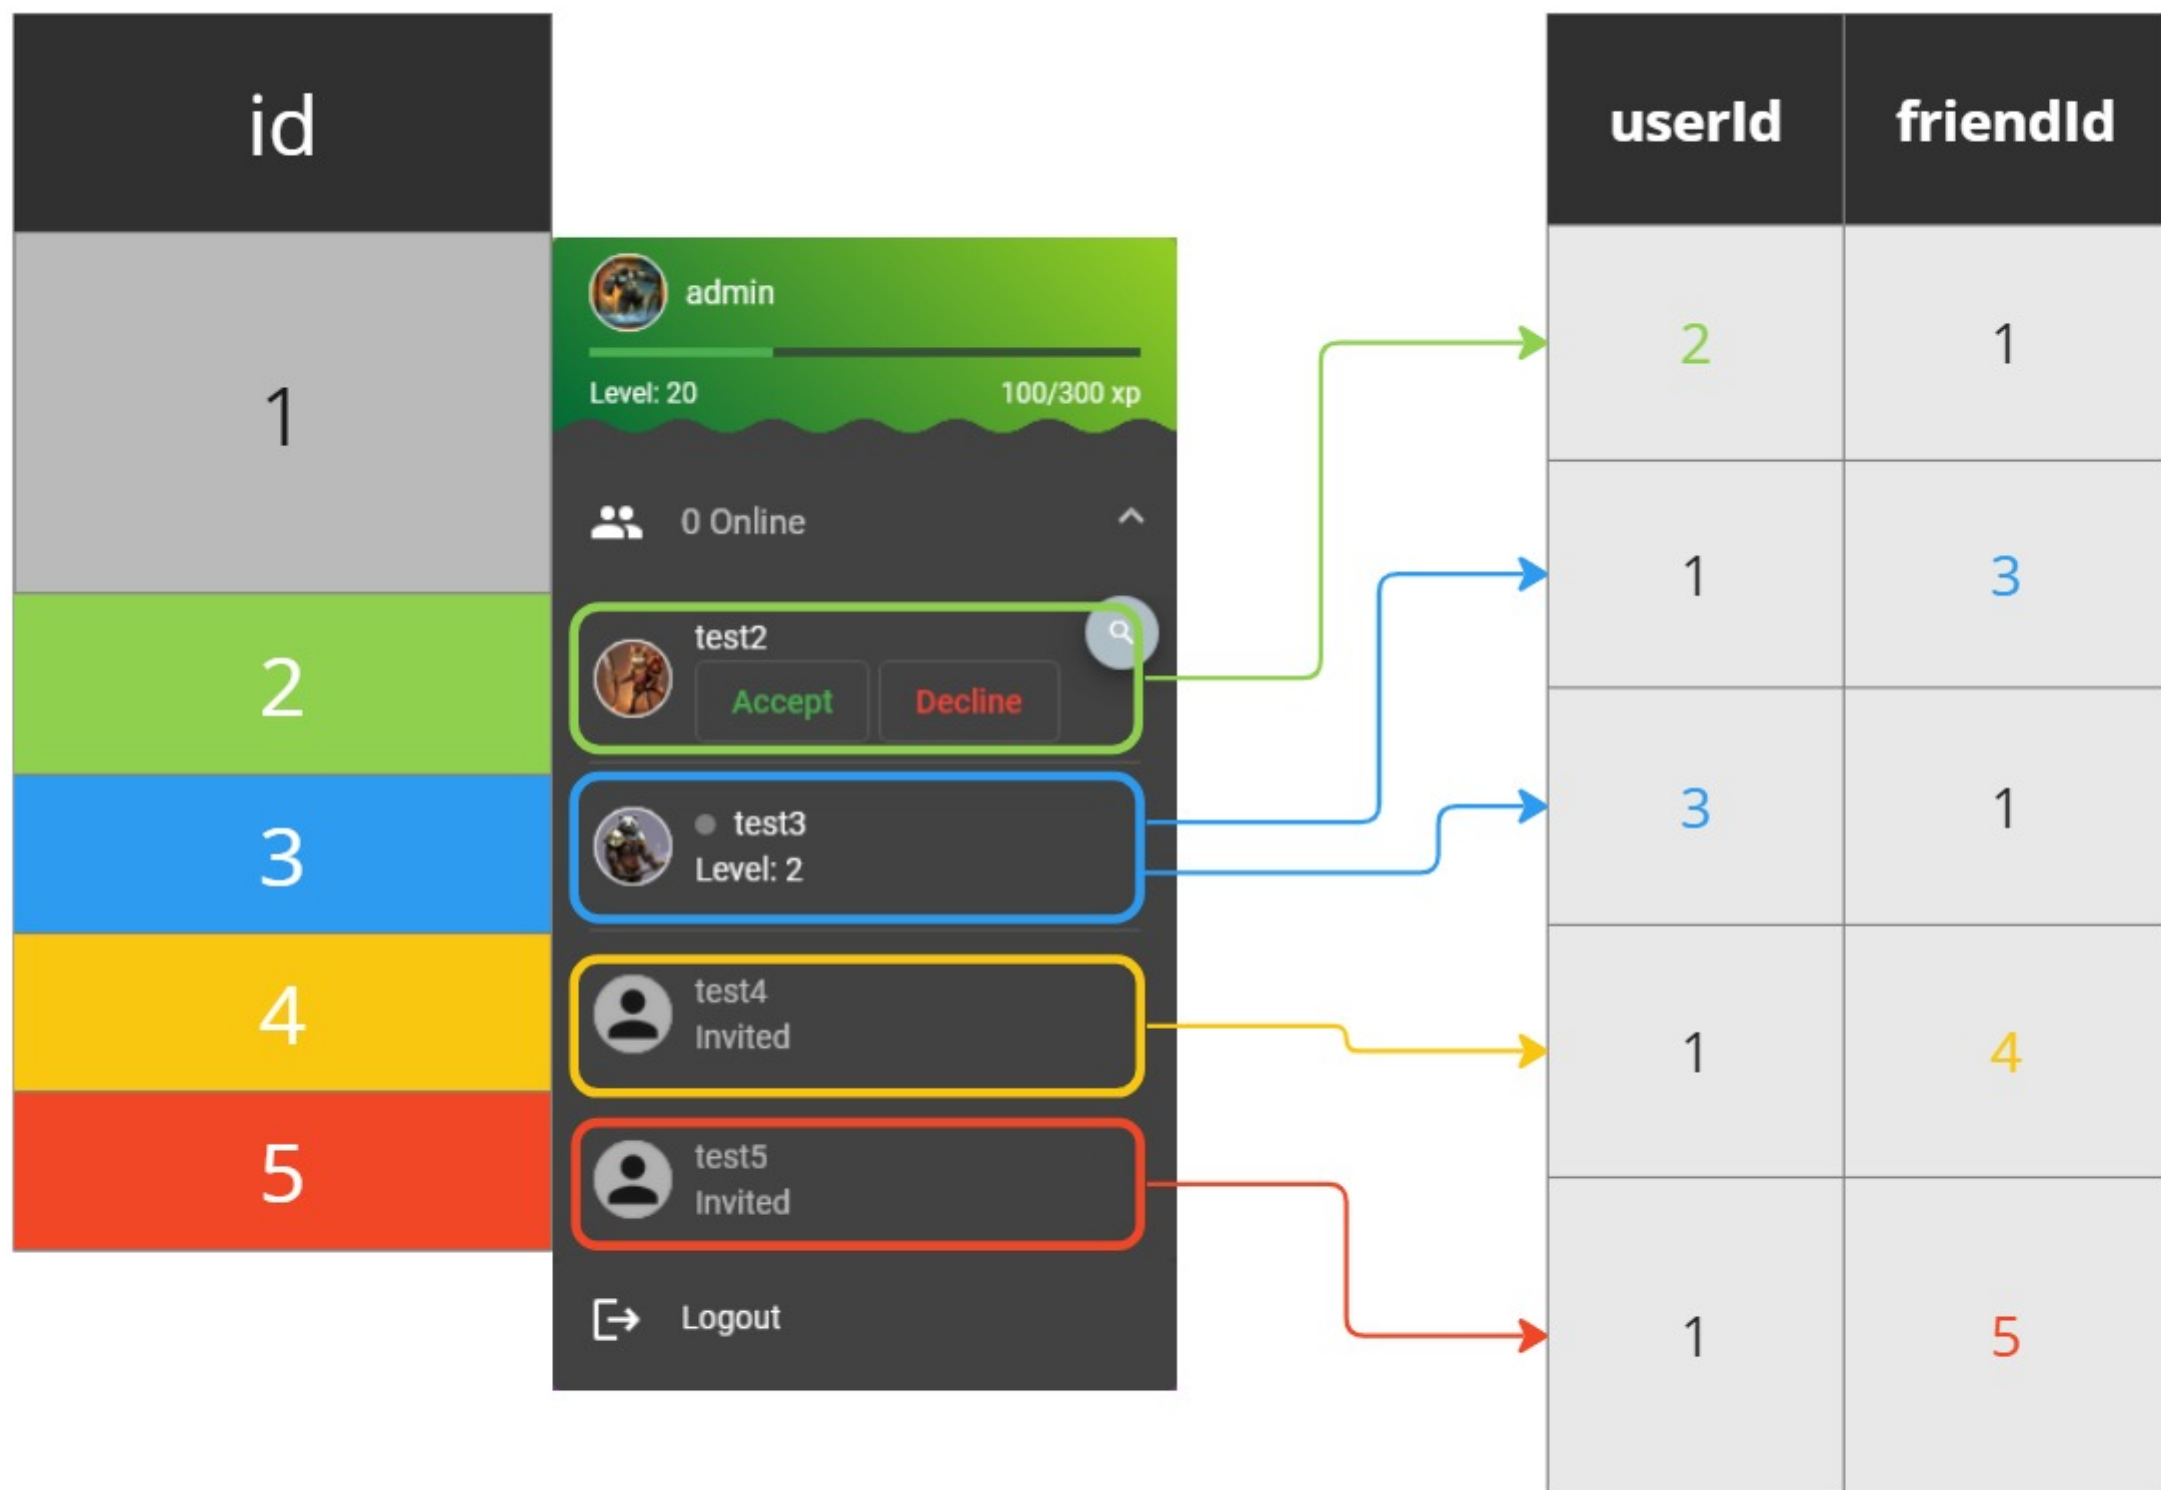 id
1
2
3
4
5
admin
Level: 20 100/300 xp
0 Online
test2
Accept Decline
test3
Level: 2
test4
Invited
test5
Invited
Logout
userId friendId
2 1
1 3
3 1
1 4
1 5